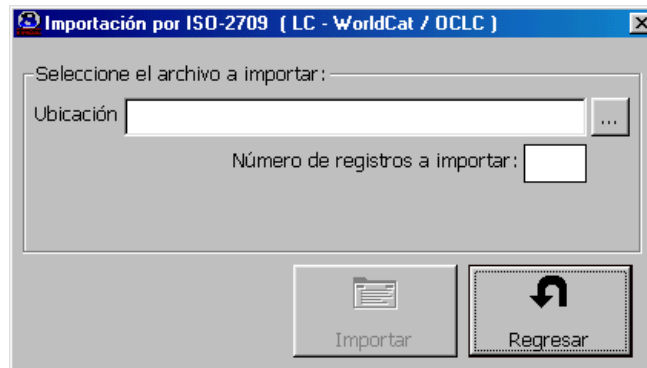 Importación por ISO-2709 ( LC - WorldCat / OCLC )
Seleccione el archivo a importar:
Ubicación ...
Número de registros a importar:
Importar Regresar